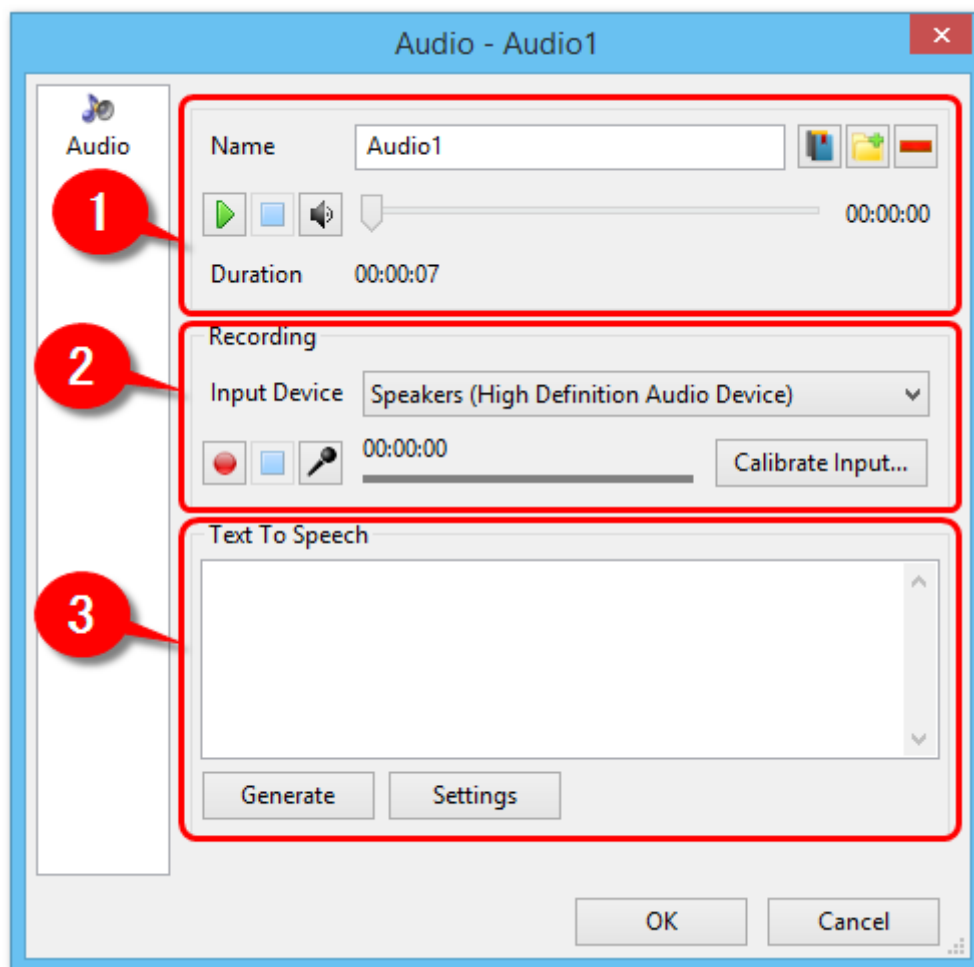 Audio - Audio1
Audio
1
Name Audio1
00:00:00
Duration 00:00:07
2
Recording
Input Device Speakers (High Definition Audio Device)
00:00:00 Calibrate Input...
3
Text To Speech
Generate Settings
OK Cancel